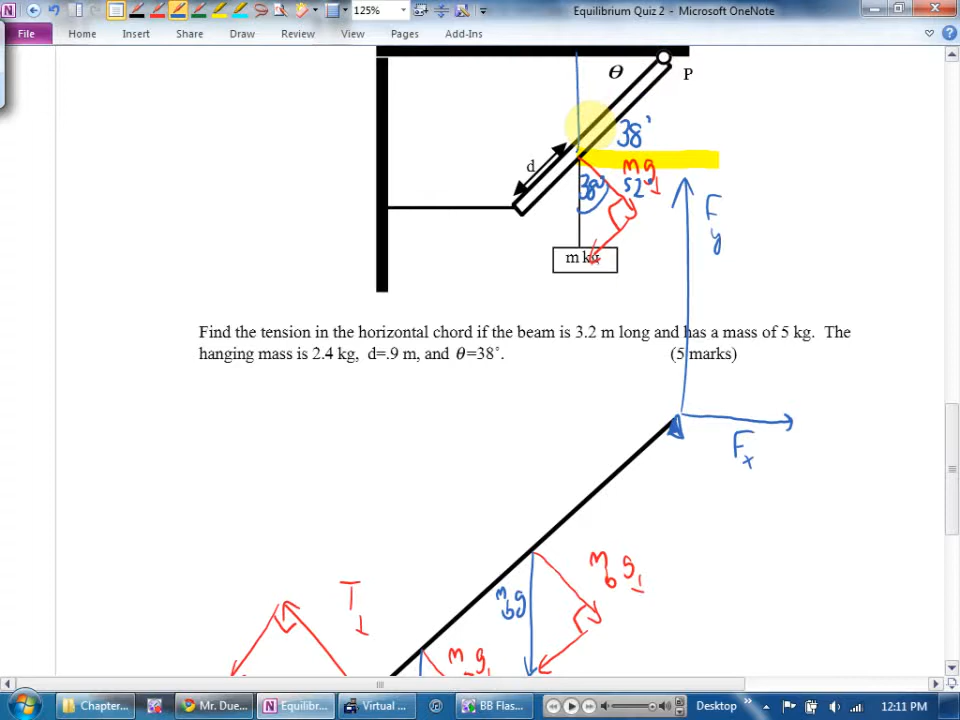 125%
Equilibrium Quiz 2 - Microsoft OneNote
File Home Insert Share Draw Review View Pages Add-Ins
θ
P
38°
d
mg⊥
38°
52°
F
y
m kg
Find the tension in the horizontal chord if the beam is 3.2 m long and has a mass of 5 kg. The
hanging mass is 2.4 kg, d=.9 m, and θ=38˚. (5 marks)
F
x
m_b g⊥
m_b g
T⊥
Chapter... Mr. Due... Equilibr... Virtual ... BB Flas... Desktop 12:11 PM